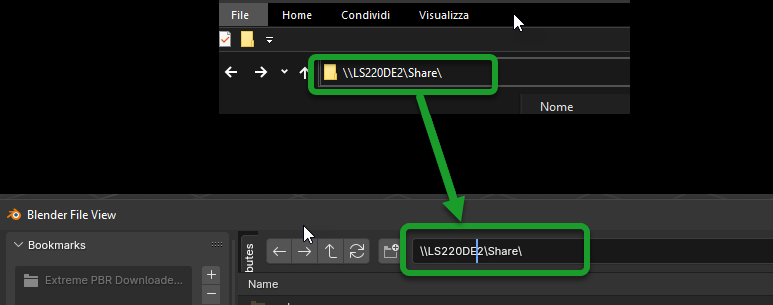 File Home Condividi Visualizza
\\LS220DE2\Share\
Nome
Blender File View
Bookmarks
butes
\\LS220DE2\Share\
Extreme PBR Downloade...
Name